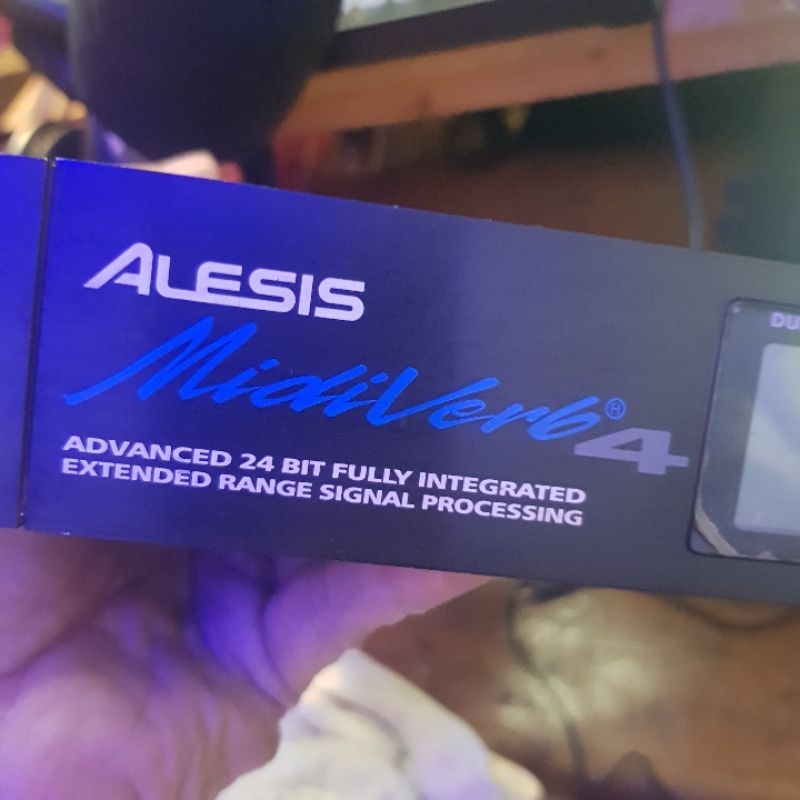 ALESIS
MidiVerb®4
ADVANCED 24 BIT FULLY INTEGRATED
EXTENDED RANGE SIGNAL PROCESSING